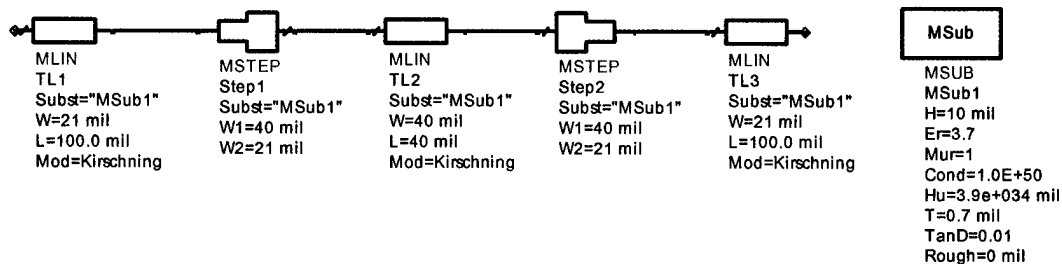 MLIN
TL1
Subst="MSub1"
W=21 mil
L=100.0 mil
Mod=Kirschning
MSTEP
Step1
Subst="MSub1"
W1=40 mil
W2=21 mil
MLIN
TL2
Subst="MSub1"
W=40 mil
L=40 mil
Mod=Kirschning
MSTEP
Step2
Subst="MSub1"
W1=40 mil
W2=21 mil
MLIN
TL3
Subst="MSub1"
W=21 mil
L=100.0 mil
Mod=Kirschning
MSub
MSUB
MSub1
H=10 mil
Er=3.7
Mur=1
Cond=1.0E+50
Hu=3.9e+034 mil
T=0.7 mil
TanD=0.01
Rough=0 mil